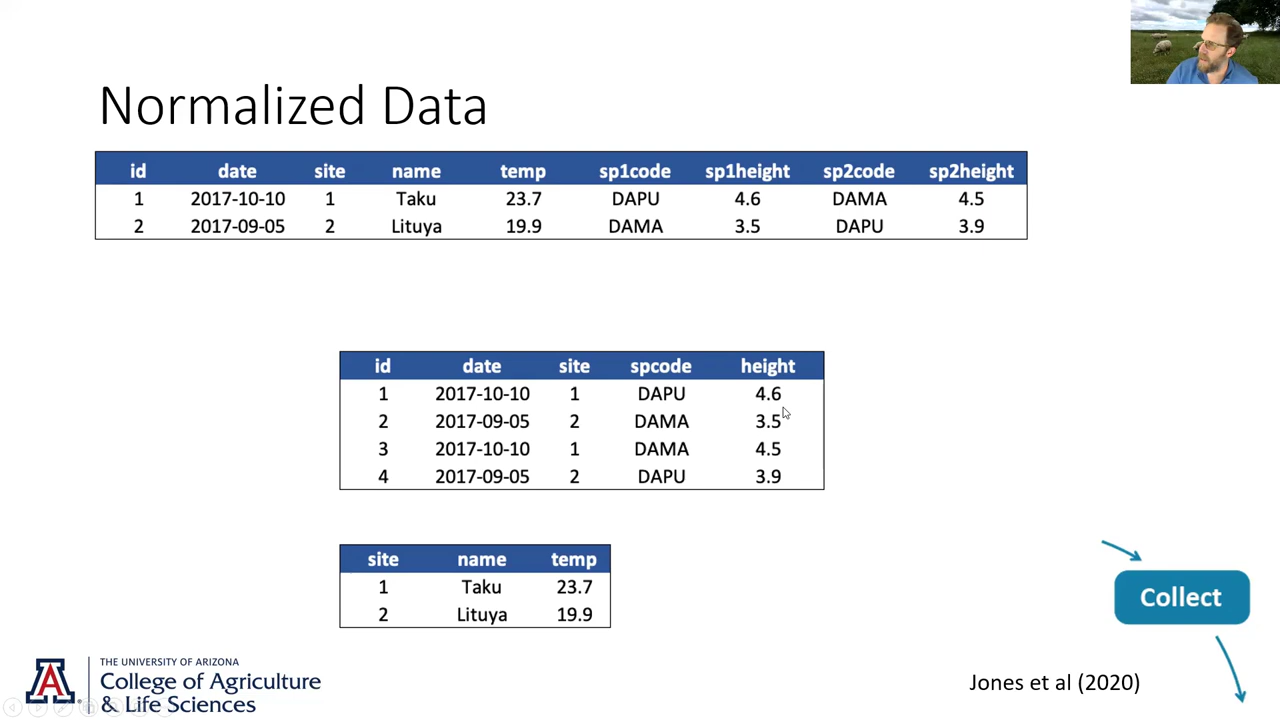 Normalized Data
id date site name temp sp1code sp1height sp2code sp2height
1 2017-10-10 1 Taku 23.7 DAPU 4.6 DAMA 4.5
2 2017-09-05 2 Lituya 19.9 DAMA 3.5 DAPU 3.9
id date site spcode height
1 2017-10-10 1 DAPU 4.6
2 2017-09-05 2 DAMA 3.5
3 2017-10-10 1 DAMA 4.5
4 2017-09-05 2 DAPU 3.9
site name temp
1 Taku 23.7
2 Lituya 19.9
Collect
A
THE UNIVERSITY OF ARIZONA
College of Agriculture
& Life Sciences
Jones et al (2020)